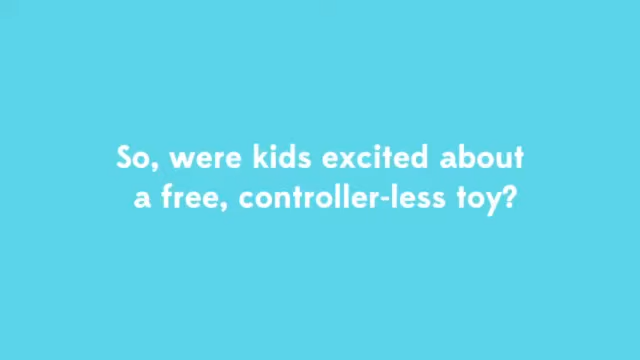 So, were kids excited about
a free, controller-less toy?